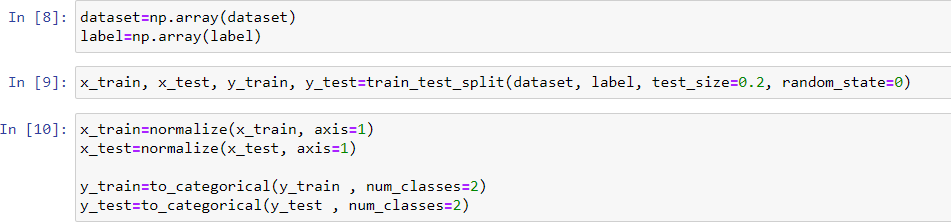 In [8]: dataset=np.array(dataset)
label=np.array(label)
In [9]: x_train, x_test, y_train, y_test=train_test_split(dataset, label, test_size=0.2, random_state=0)
In [10]: x_train=normalize(x_train, axis=1)
x_test=normalize(x_test, axis=1)
y_train=to_categorical(y_train , num_classes=2)
y_test=to_categorical(y_test , num_classes=2)